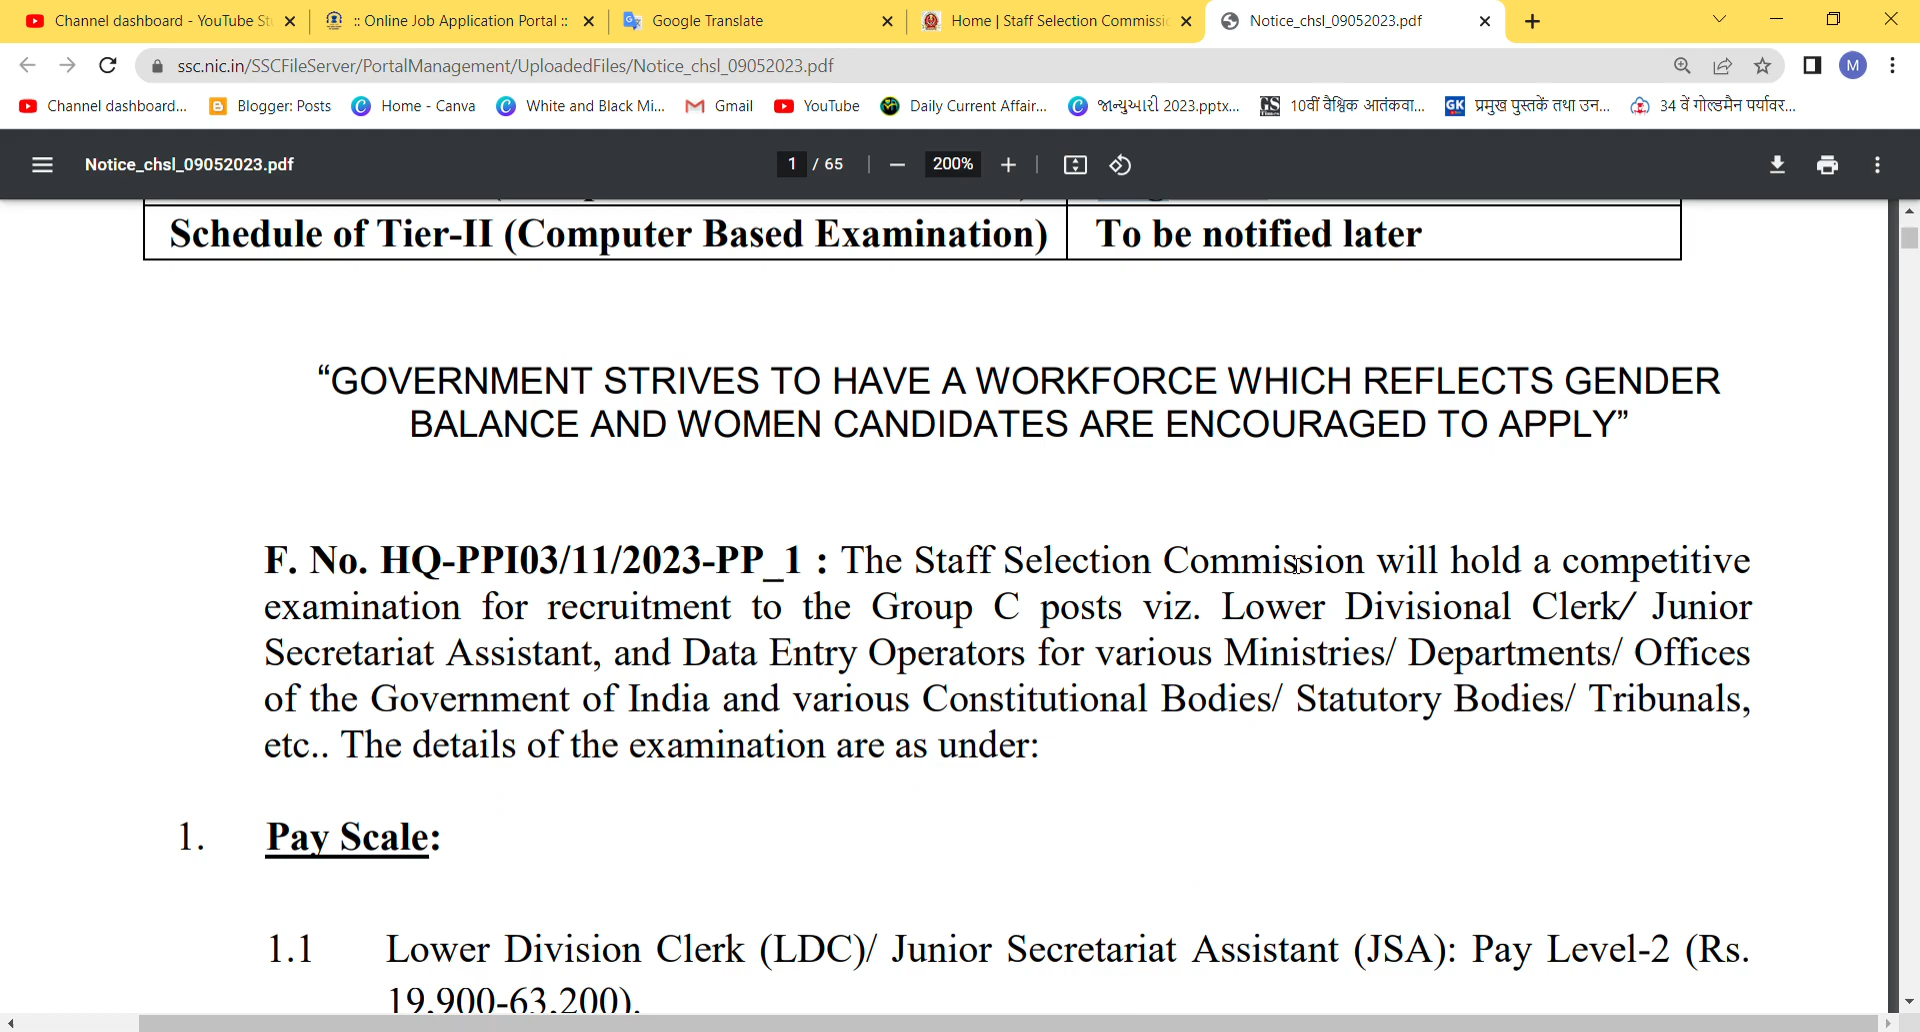 Channel dashboard - YouTube St
:: Online Job Application Portal ::
Google Translate
Home | Staff Selection Commissio
Notice_chsl_09052023.pdf
ssc.nic.in/SSCFileServer/PortalManagement/UploadedFiles/Notice_chsl_09052023.pdf
M
Channel dashboard...
Blogger: Posts
Home - Canva
White and Black Mi...
Gmail
YouTube
Daily Current Affair...
જાન્યુઆરી 2023.pptx...
10वीं वैश्विक आतंकवा...
GK
प्रमुख पुस्तकें तथा उन...
34 वें गोल्डमैन पर्यावर...
Notice_chsl_09052023.pdf
1 / 65
200%
Schedule of Tier-II (Computer Based Examination)
To be notified later
“GOVERNMENT STRIVES TO HAVE A WORKFORCE WHICH REFLECTS GENDER
BALANCE AND WOMEN CANDIDATES ARE ENCOURAGED TO APPLY”
F. No. HQ-PPI03/11/2023-PP_1 : The Staff Selection Commission will hold a competitive
examination for recruitment to the Group C posts viz. Lower Divisional Clerk/ Junior
Secretariat Assistant, and Data Entry Operators for various Ministries/ Departments/ Offices
of the Government of India and various Constitutional Bodies/ Statutory Bodies/ Tribunals,
etc.. The details of the examination are as under:
1. Pay Scale:
1.1 Lower Division Clerk (LDC)/ Junior Secretariat Assistant (JSA): Pay Level-2 (Rs.
19,900-63,200).